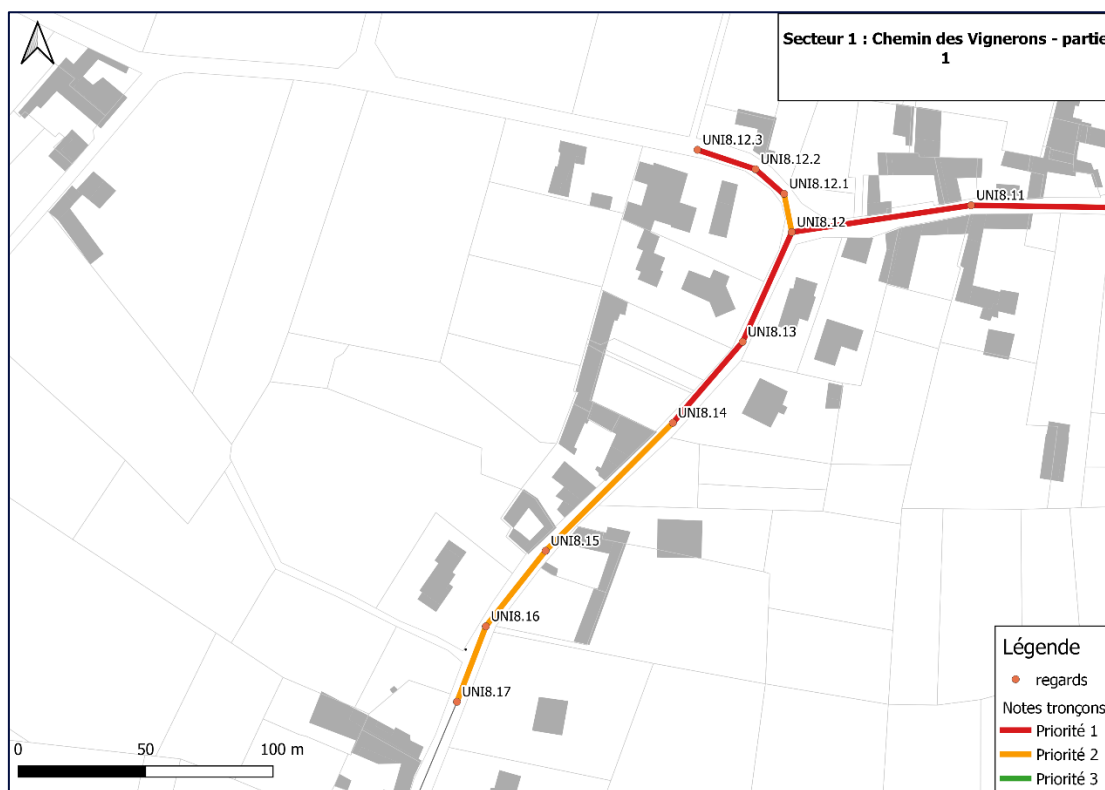 Secteur 1 : Chemin des Vignerons - partie
1
UNI8.12.3
UNI8.12.2
UNI8.12.1
UNI8.11
UNI8.12
UNI8.13
UNI8.14
UNI8.15
UNI8.16
UNI8.17
Légende
regards
Notes tronçons
Priorité 1
Priorité 2
Priorité 3
0 50 100 m